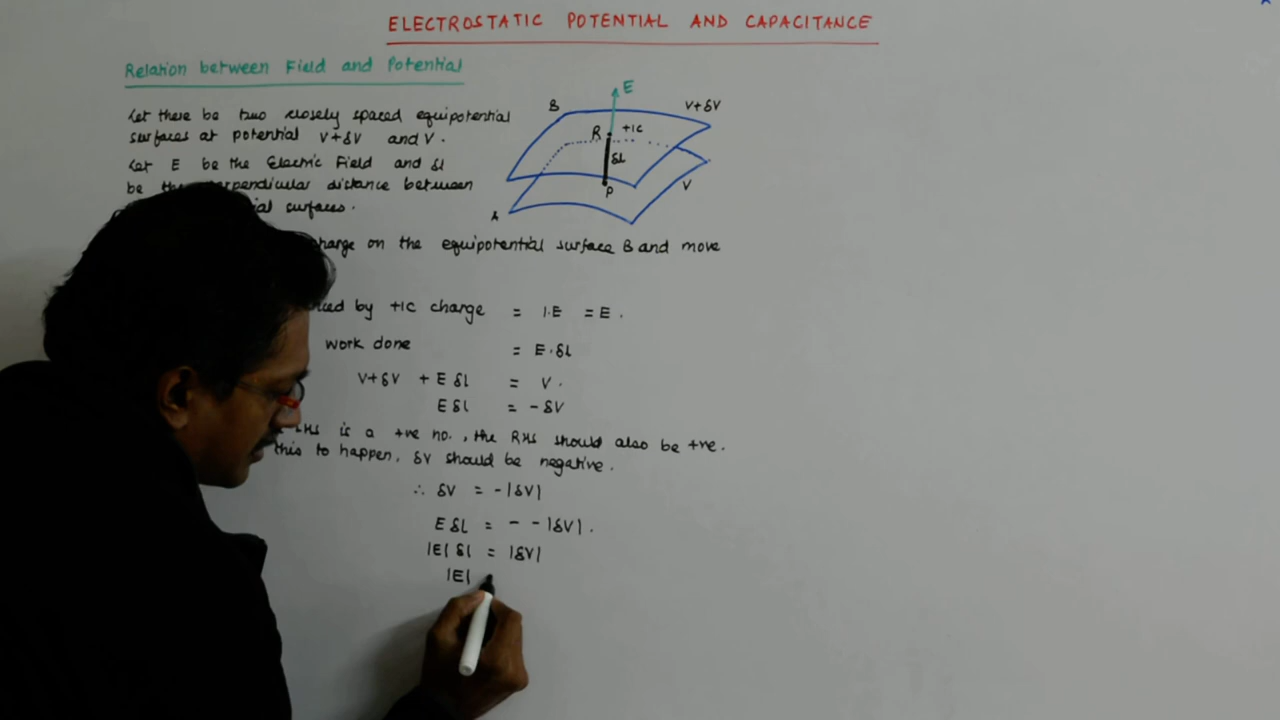 ELECTROSTATIC POTENTIAL AND CAPACITANCE
Relation between Field and Potential
Let there be two closely spaced equipotential
surfaces at potential V+δV and V.
Let E be the Electric Field and δl
be the perpendicular distance between
surfaces.
E
B
V+δV
R
+1C
δL
P
V
A
charge on the equipotential surface B and move
by +1C charge = 1·E = E.
work done = E·δL
V+δV + E δl = V.
E δl = - δV
LHS is a +ve no., the RHS should also be +ve.
this to happen, δV should be negative.
∴ δV = -|δV|
E δl = - - |δV|.
|E| δl = |δV|
|E|